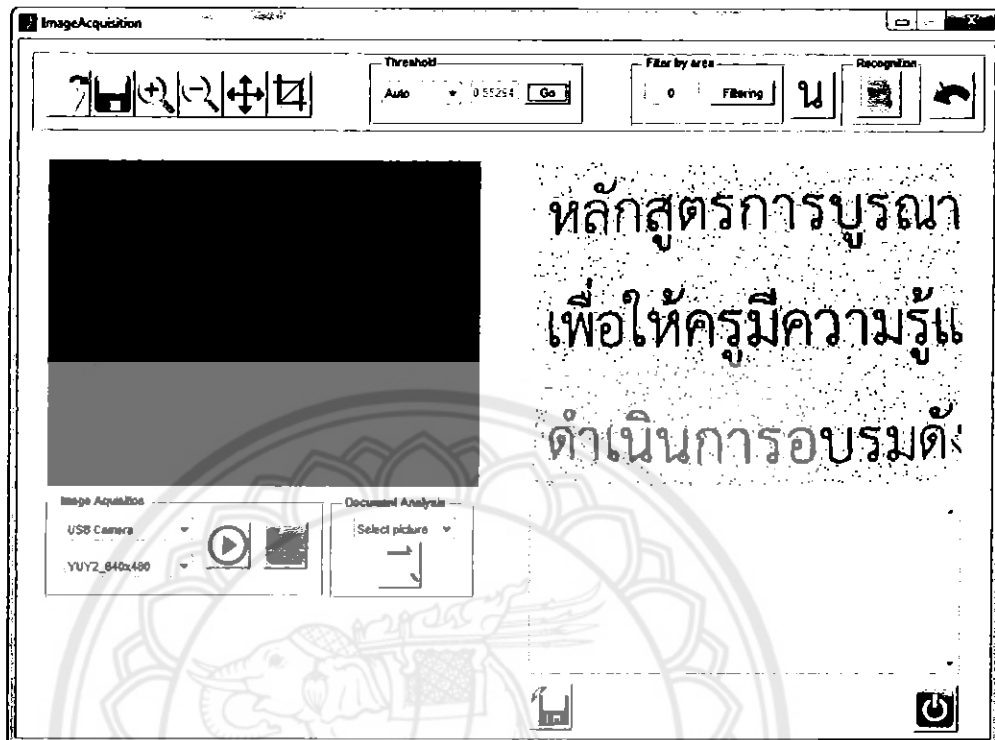 ImageAcquisition
Threshold
Auto
0.55294
Go
Filter by area
0
Filtering
น
Recognition
หลักสูตรการบูรณา
เพื่อให้ครูมีความรู้แ
ดำเนินการอบรมดัง
Image Aquisition
USB Camera
YUY2_640x480
Document Analysis
Select picture